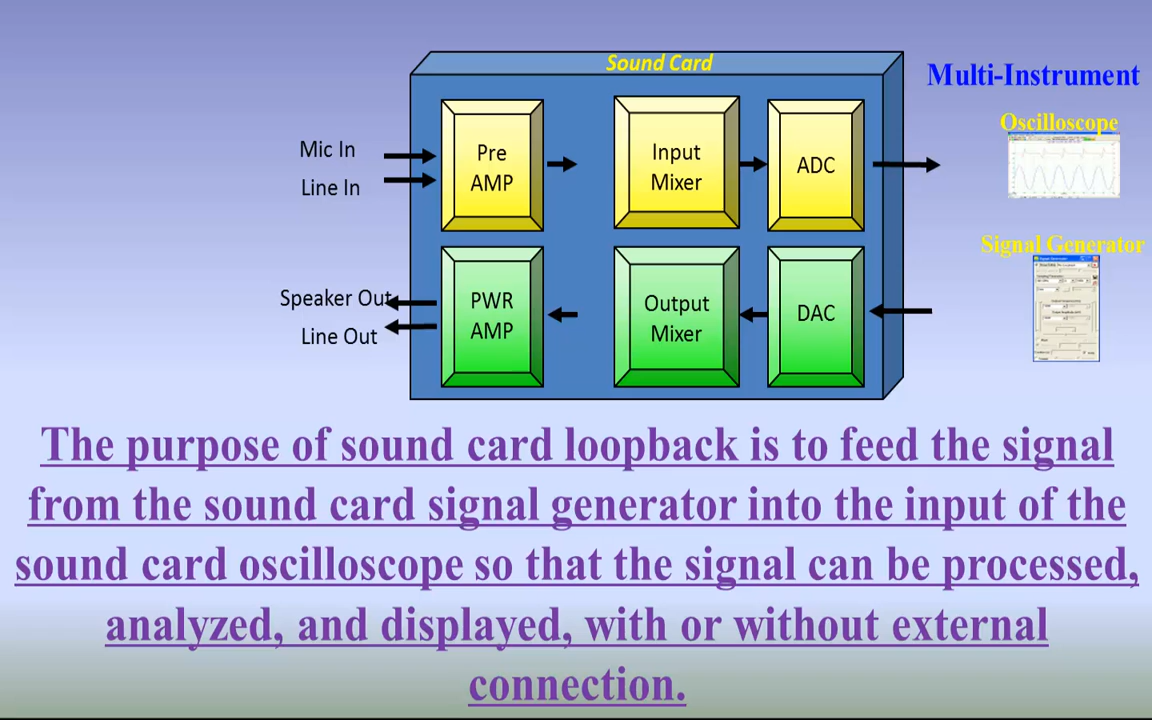 Sound Card
Multi-Instrument
Oscilloscope
Mic In
Line In
Pre
AMP
Input
Mixer
ADC
Signal Generator
Speaker Out
Line Out
PWR
AMP
Output
Mixer
DAC
The purpose of sound card loopback is to feed the signal
from the sound card signal generator into the input of the
sound card oscilloscope so that the signal can be processed,
analyzed, and displayed, with or without external
connection.